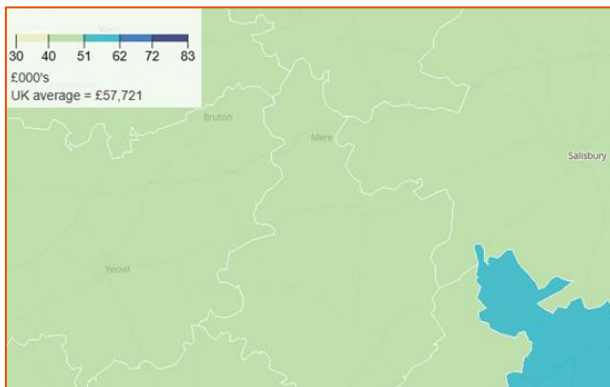 30 40 51 62 72 83
£000's
UK average = £57,721
Bruton
Mere
Salisbury
Yeovil